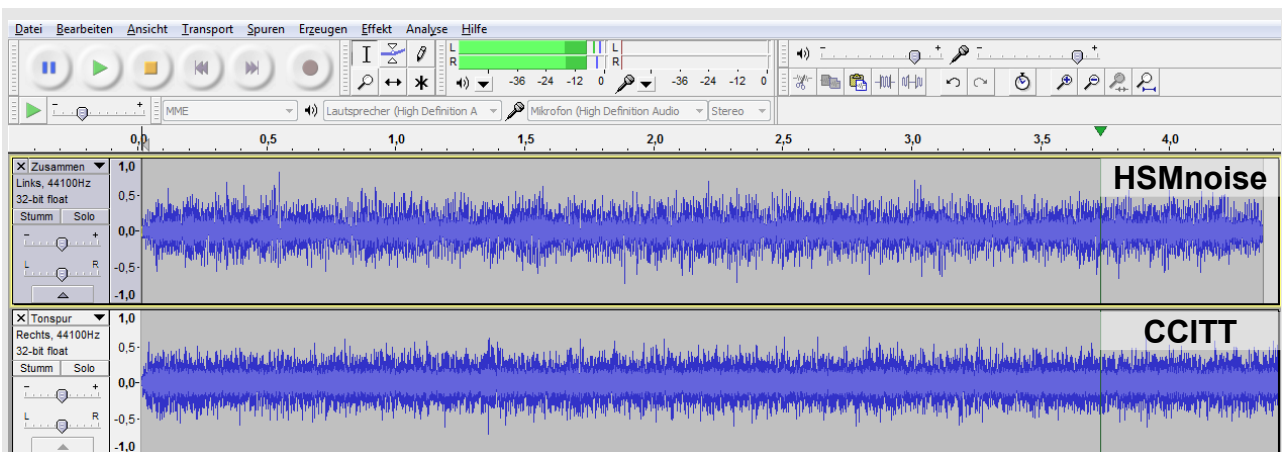 Datei Bearbeiten Ansicht Transport Spuren Erzeugen Effekt Analyse Hilfe
L
R
-36 -24 -12 0
L
R
-36 -24 -12 0
- +
- +
- +
MME
Lautsprecher (High Definition A
Mikrofon (High Definition Audio
Stereo
0,0 0,5 1,0 1,5 2,0 2,5 3,0 3,5 4,0
X Zusammen
Links, 44100Hz
32-bit float
Stumm Solo
- +
L R
1,0
0,5
0,0
-0,5
-1,0
HSMnoise
X Tonspur
Rechts, 44100Hz
32-bit float
Stumm Solo
- +
L R
1,0
0,5
0,0
-0,5
-1,0
CCITT